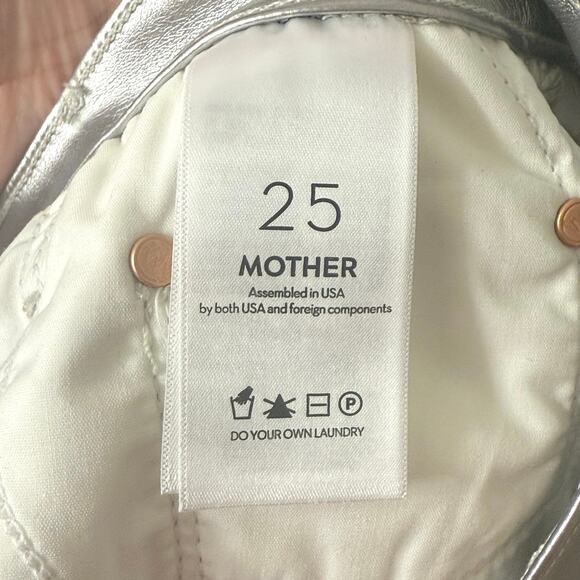 25
MOTHER
Assembled in USA
by both USA and foreign components
P
DO YOUR OWN LAUNDRY